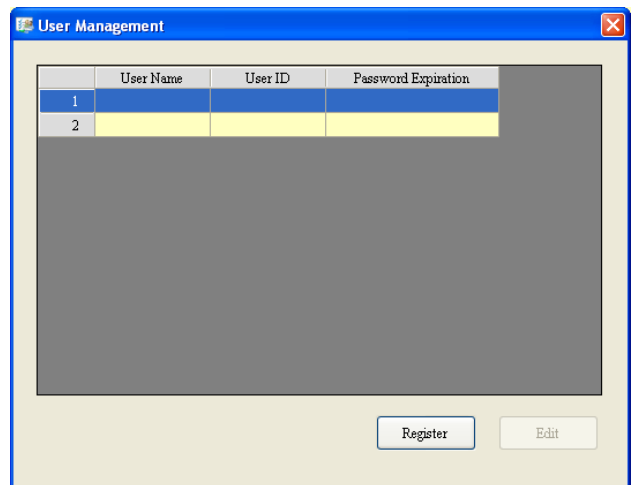 User Management
User Name User ID Password Expiration
1
2
Register Edit